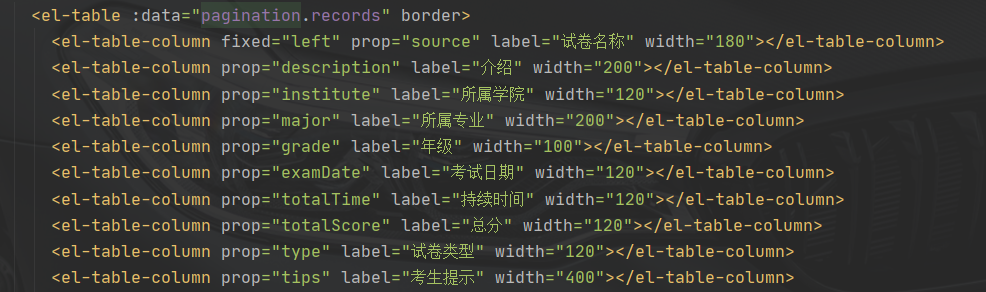 <el-table :data="pagination.records" border>
<el-table-column fixed="left" prop="source" label="试卷名称" width="180"></el-table-column>
<el-table-column prop="description" label="介绍" width="200"></el-table-column>
<el-table-column prop="institute" label="所属学院" width="120"></el-table-column>
<el-table-column prop="major" label="所属专业" width="200"></el-table-column>
<el-table-column prop="grade" label="年级" width="100"></el-table-column>
<el-table-column prop="examDate" label="考试日期" width="120"></el-table-column>
<el-table-column prop="totalTime" label="持续时间" width="120"></el-table-column>
<el-table-column prop="totalScore" label="总分" width="120"></el-table-column>
<el-table-column prop="type" label="试卷类型" width="120"></el-table-column>
<el-table-column prop="tips" label="考生提示" width="400"></el-table-column>